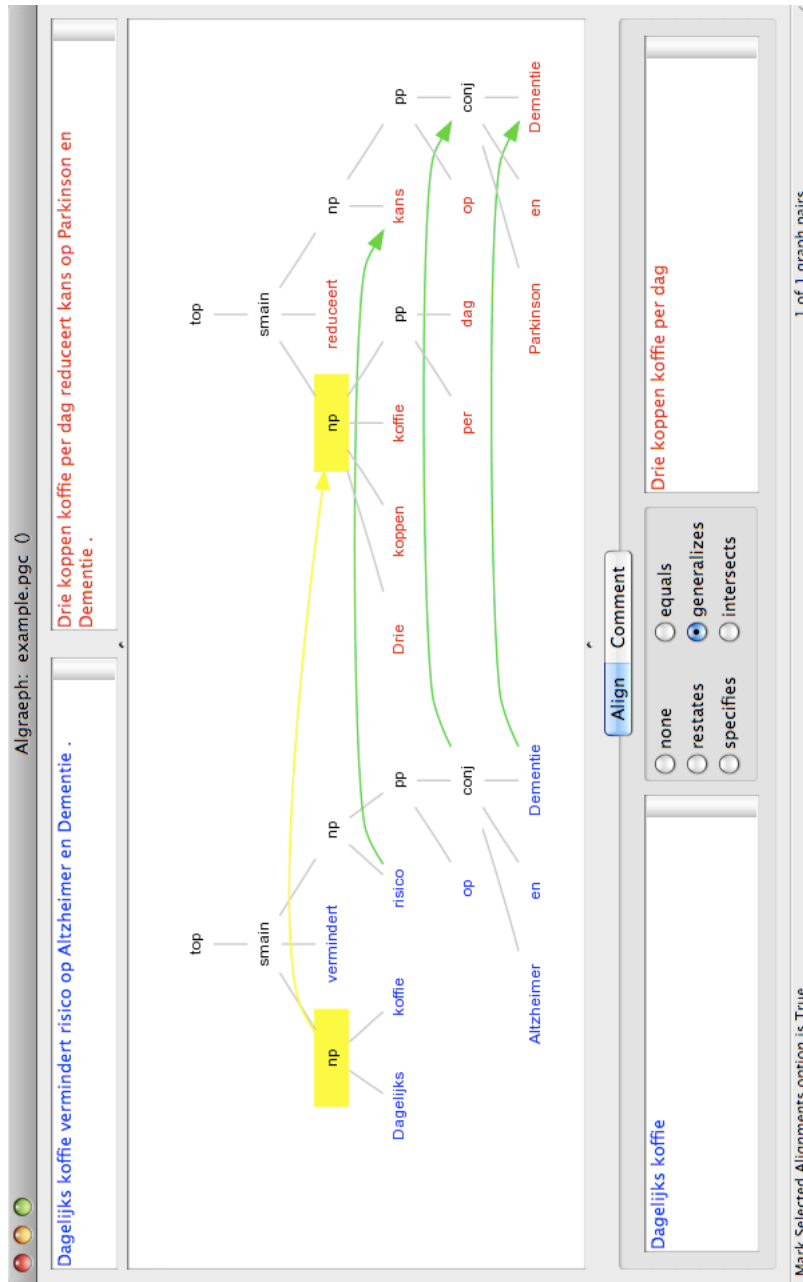 Algraeph: example.pgc ()
Dagelijks koffie vermindert risico op Altzheimer en Dementie .
Drie koppen koffie per dag reduceert kans op Parkinson en
Dementie .
top top
smain smain
np vermindert np np reduceert np
Dagelijks koffie risico pp Drie koppen koffie pp kans pp
op conj per dag op conj
Altzheimer en Dementie Parkinson en Dementie
Align Comment
Dagelijks koffie
none equals
restates generalizes
specifies intersects
Drie koppen koffie per dag
Mark Selected Alignments option is True 1 of 1 graph pairs